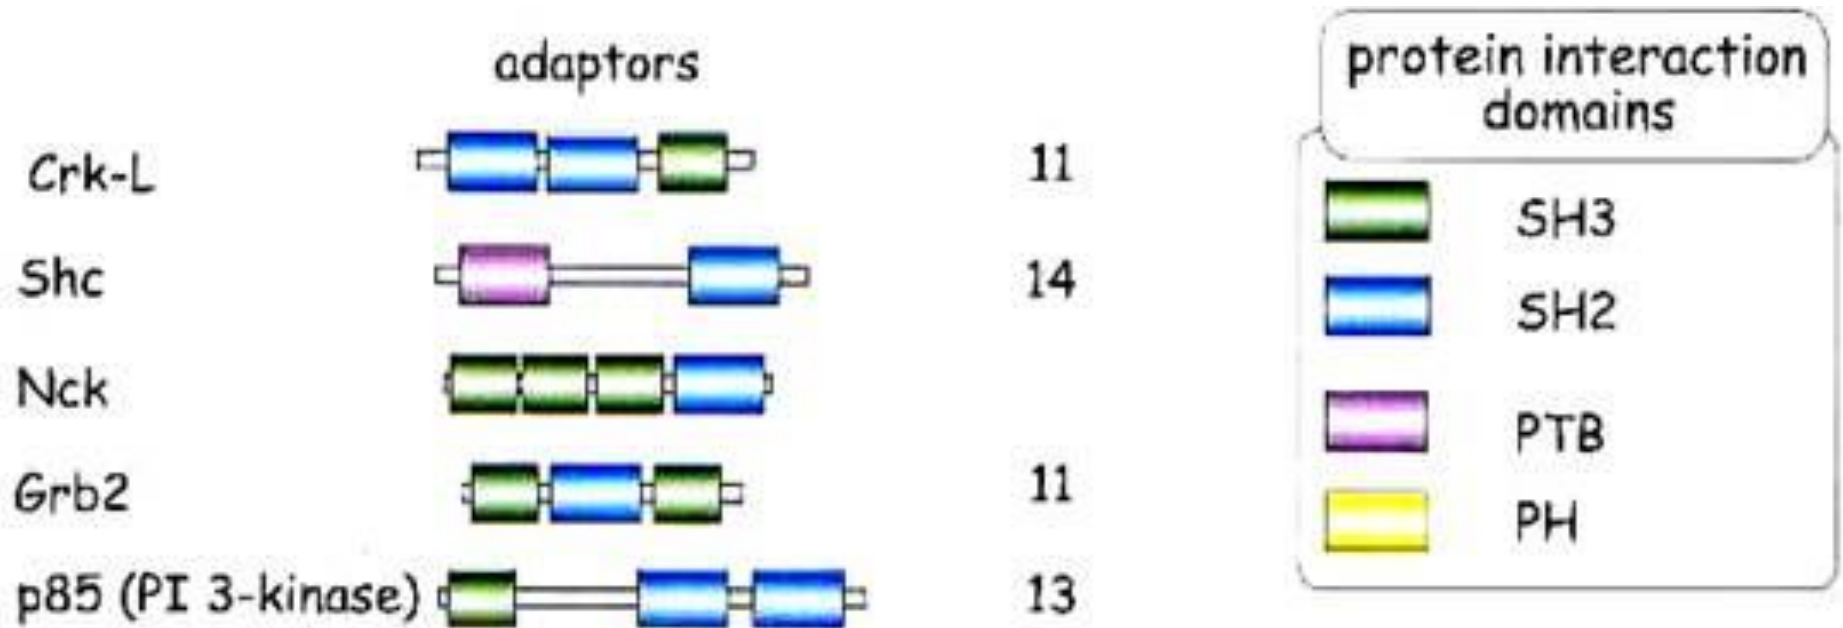 adaptors
Crk-L
11
Shc
14
Nck
Grb2
11
p85 (PI 3-kinase)
13
protein interaction
domains
SH3
SH2
PTB
PH